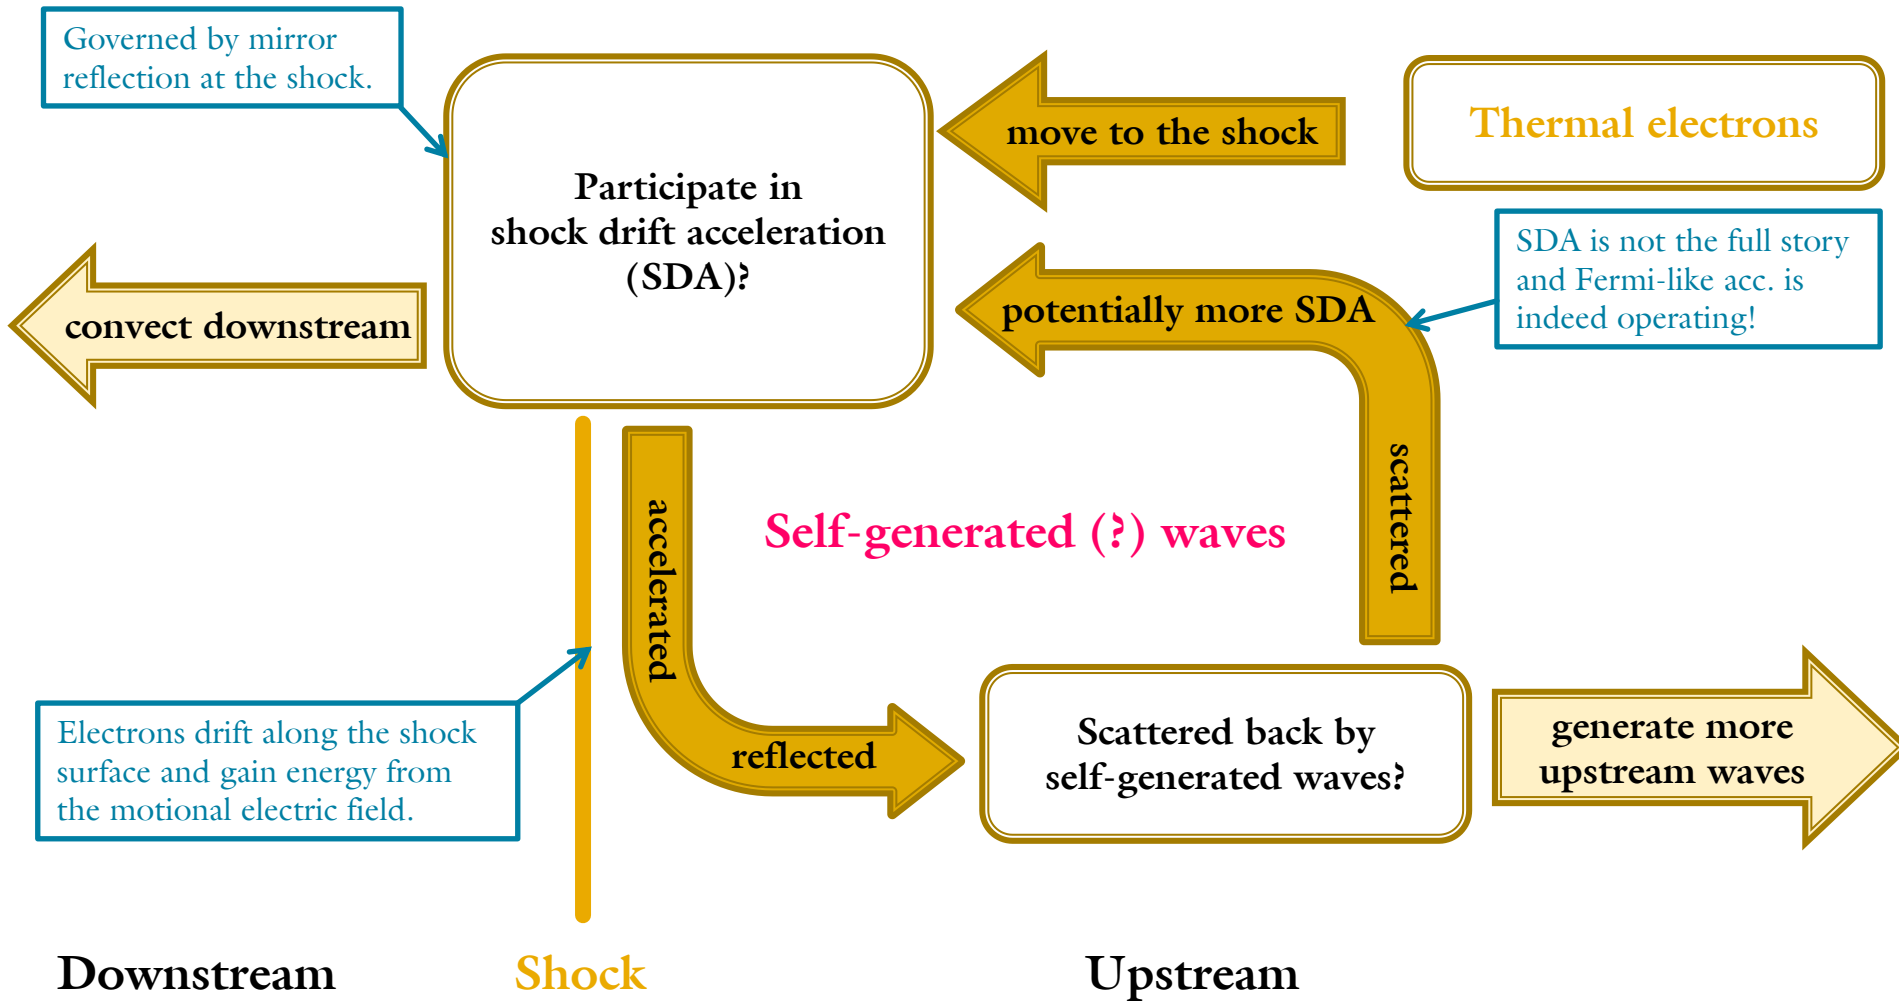 Governed by mirror
reflection at the shock.
Participate in
shock drift acceleration
(SDA)?
move to the shock
Thermal electrons
SDA is not the full story
and Fermi-like acc. is
indeed operating!
potentially more SDA
convect downstream
scattered
accelerated
Self-generated (?) waves
Electrons drift along the shock
surface and gain energy from
the motional electric field.
reflected
Scattered back by
self-generated waves?
generate more
upstream waves
Downstream
Shock
Upstream